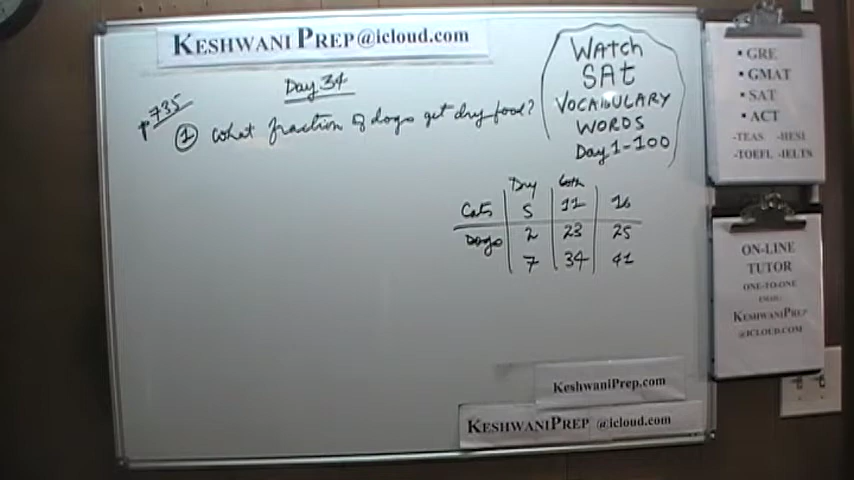 KESHWANI PREP@icloud.com
Day 34
p 735
① What fraction of dogs get dry food?
WAtch
SAt
VOCABULARY
WORDS
Day 1-100
Dry both
Cats 5 11 16
Dogs 2 23 25
7 34 41
• GRE
• GMAT
• SAT
• ACT
-TEAS -HESI
-TOEFL -IELTS
ON-LINE
TUTOR
ONE-TO-ONE
EMAIL:
KESHWANIPREP
@ICLOUD.COM
KeshwaniPrep.com
KESHWANIPREP @icloud.com